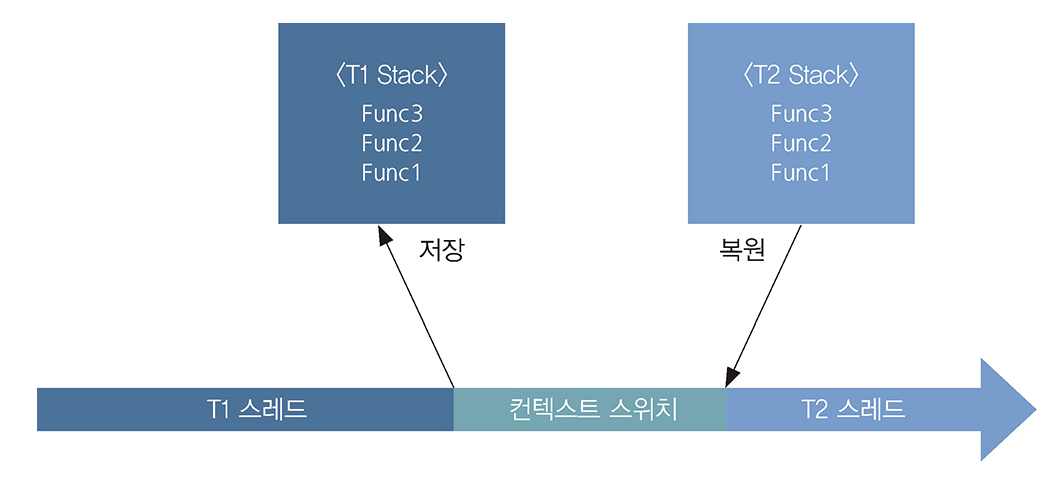 〈T1 Stack〉
Func3
Func2
Func1
〈T2 Stack〉
Func3
Func2
Func1
저장
복원
T1 스레드
컨텍스트 스위치
T2 스레드